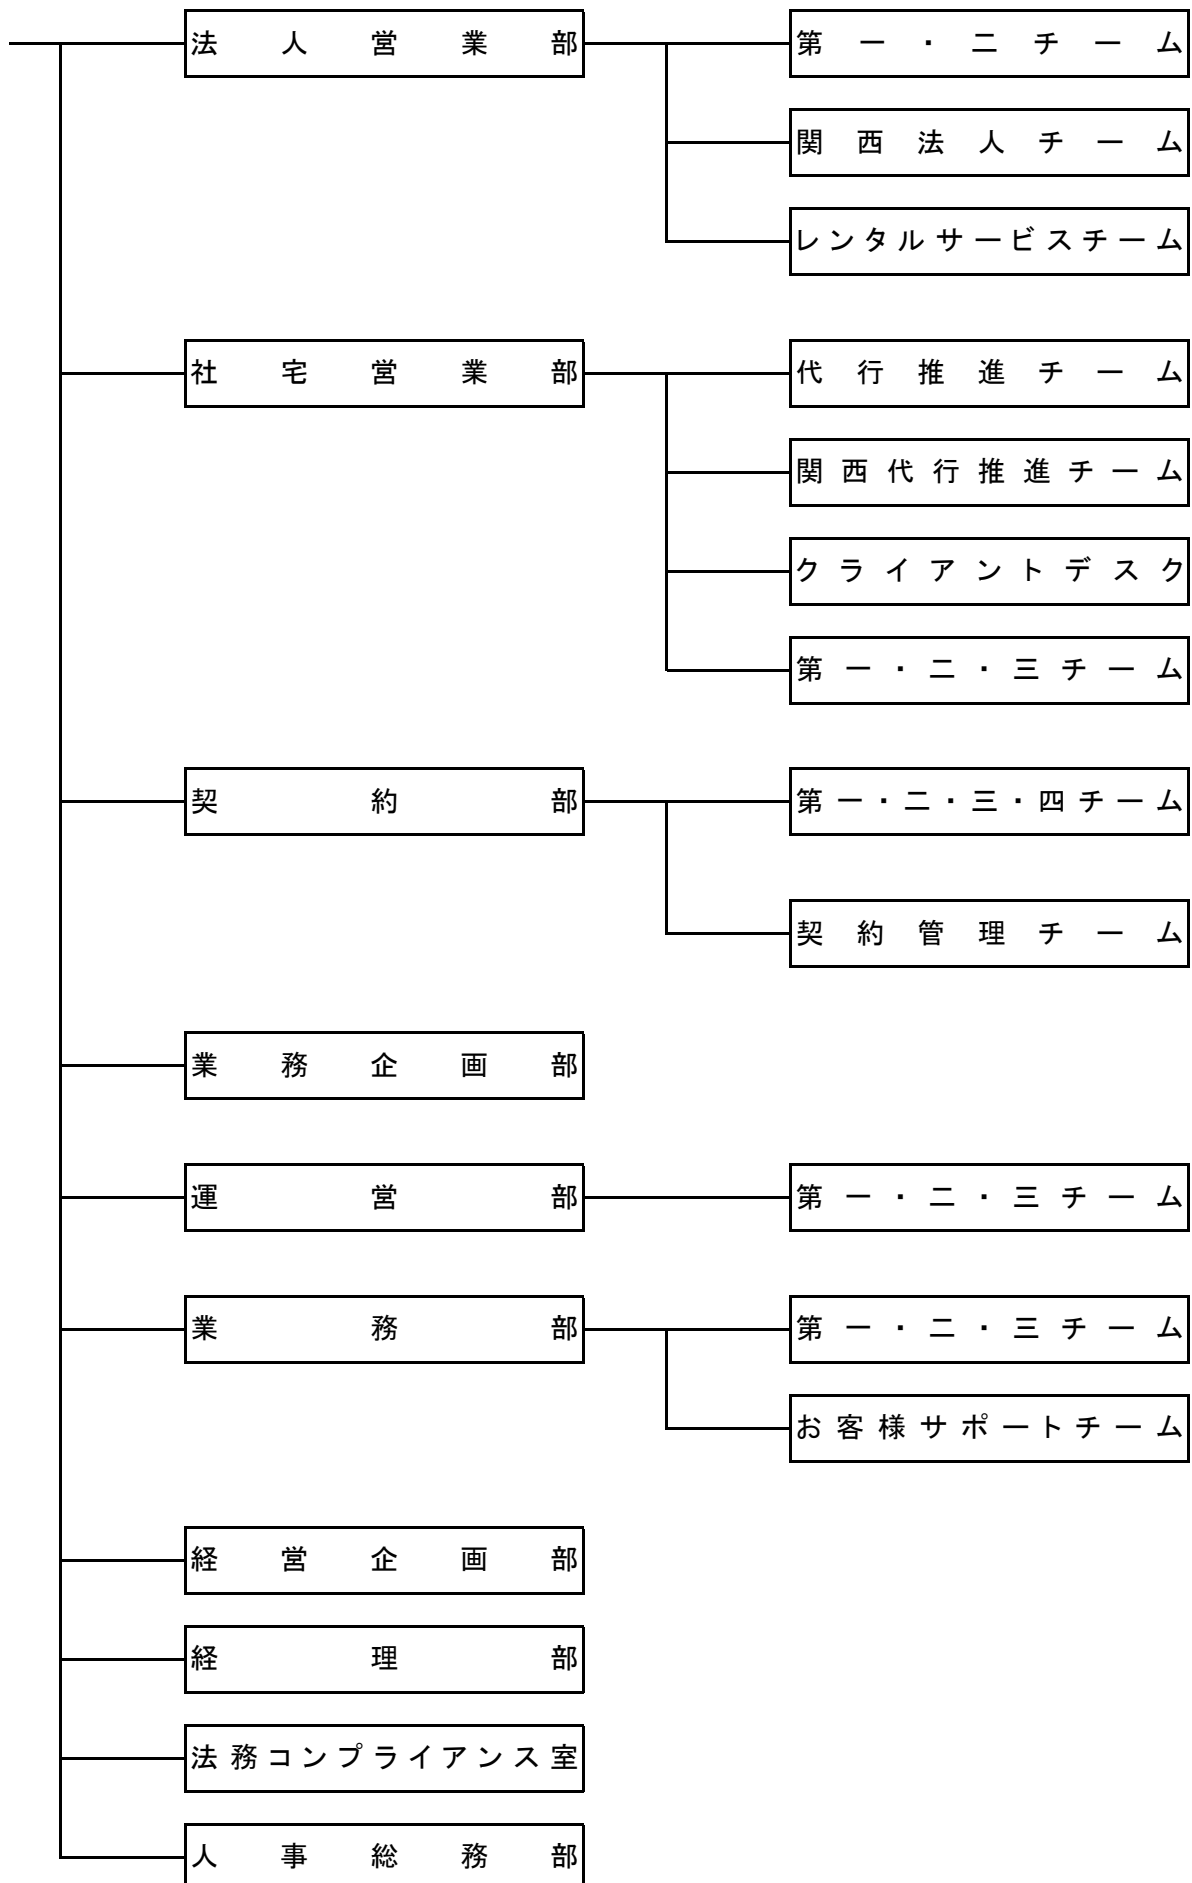 法人営業部
第一・二チーム
関西法人チーム
レンタルサービスチーム
社宅営業部
代行推進チーム
関西代行推進チーム
クライアントデスク
第一・二・三チーム
契約部
第一・二・三・四チーム
契約管理チーム
業務企画部
運営部
第一・二・三チーム
業務部
第一・二・三チーム
お客様サポートチーム
経営企画部
経理部
法務コンプライアンス室
人事総務部